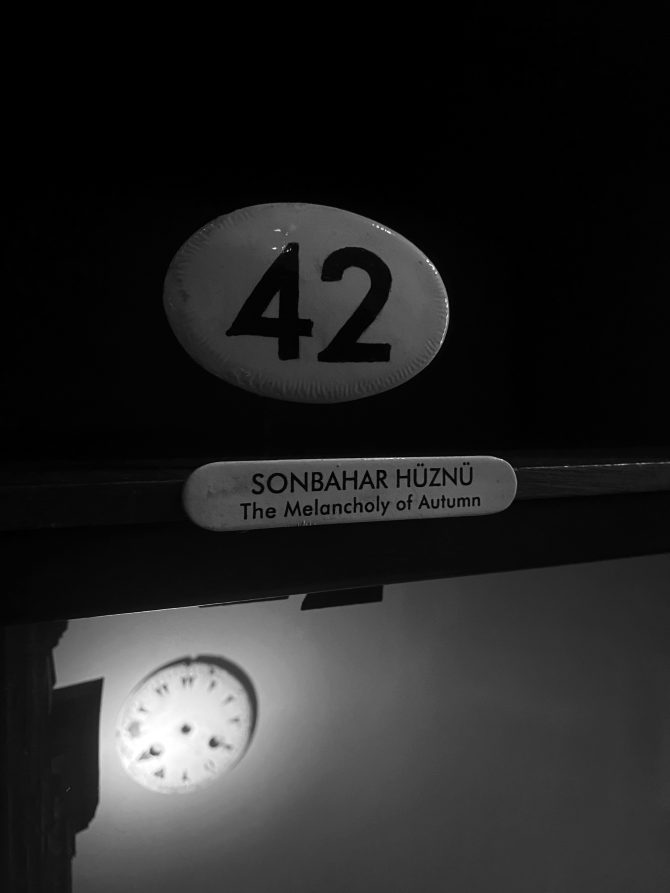 42
SONBAHAR HÜZNÜ
The Melancholy of Autumn